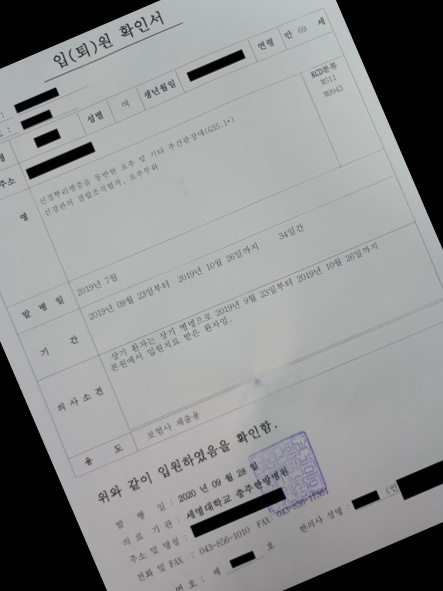 입(퇴)원 확인서
성별 여 생년월일 연령 만 69 세
주소
KCD분류
M511
M9943
명
신경뿌리병증을 동반한 요추 및 기타 추간판장애(G55.1*)
신경관의 결합조직협착, 요추부위
발 병 일 2019년 7월
기 간 2019년 09월 23일부터 2019년 10월 26일까지 34일간
의사소견 상기 환자는 상기 병명으로 2019년 9월 23일부터 2019년 10월 26일까지
본원에서 입원치료 받은 환자임.
용 도 보험사 제출용
위와 같이 입원하였음을 확인함.
발 행 일 : 2020 년 09 월 28 일
의 료 기 관 : 세명대학교 충주한방병원
주소 및 명칭 :
전화 및 FAX : 043-856-1010 FAX:
번 호 : 제 호 한의사 성명 : (인